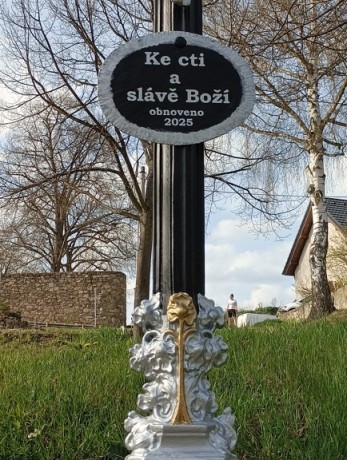 Ke cti
a
slávě Boží
obnoveno
2025